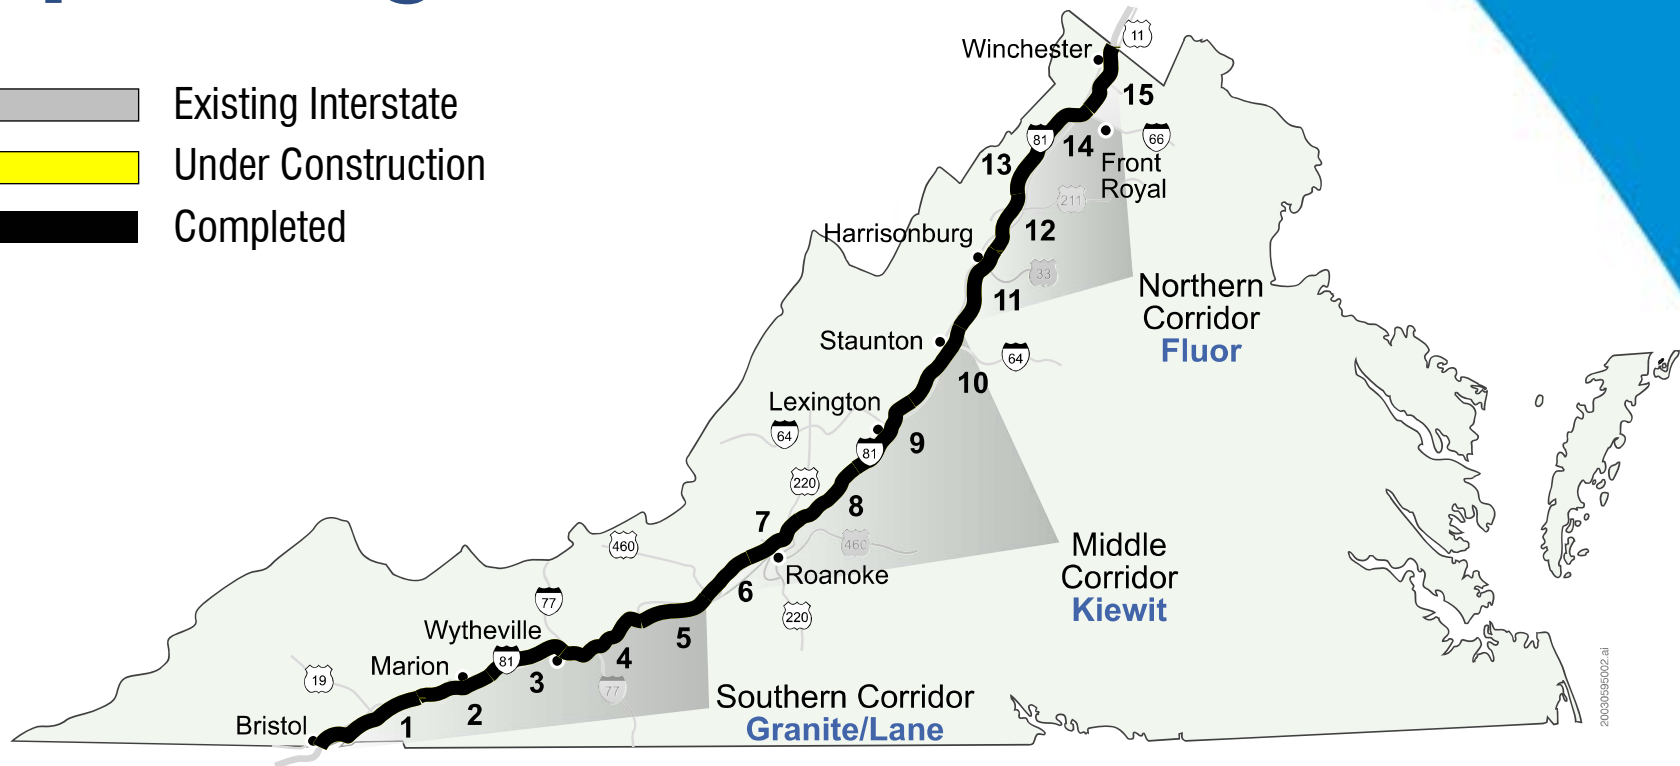 Existing Interstate
Under Construction
Completed
Winchester
11
15
81
66
14
13
Front
Royal
211
12
Harrisonburg
33
11
Northern
Corridor
Fluor
Staunton
64
10
Lexington
64
81
9
220
8
7
460
460
Middle
Corridor
Kiewit
Roanoke
6
77
220
Wytheville
5
Marion
81
4
19
3
77
2
Southern Corridor
Granite/Lane
Bristol
1
20030595002.ai